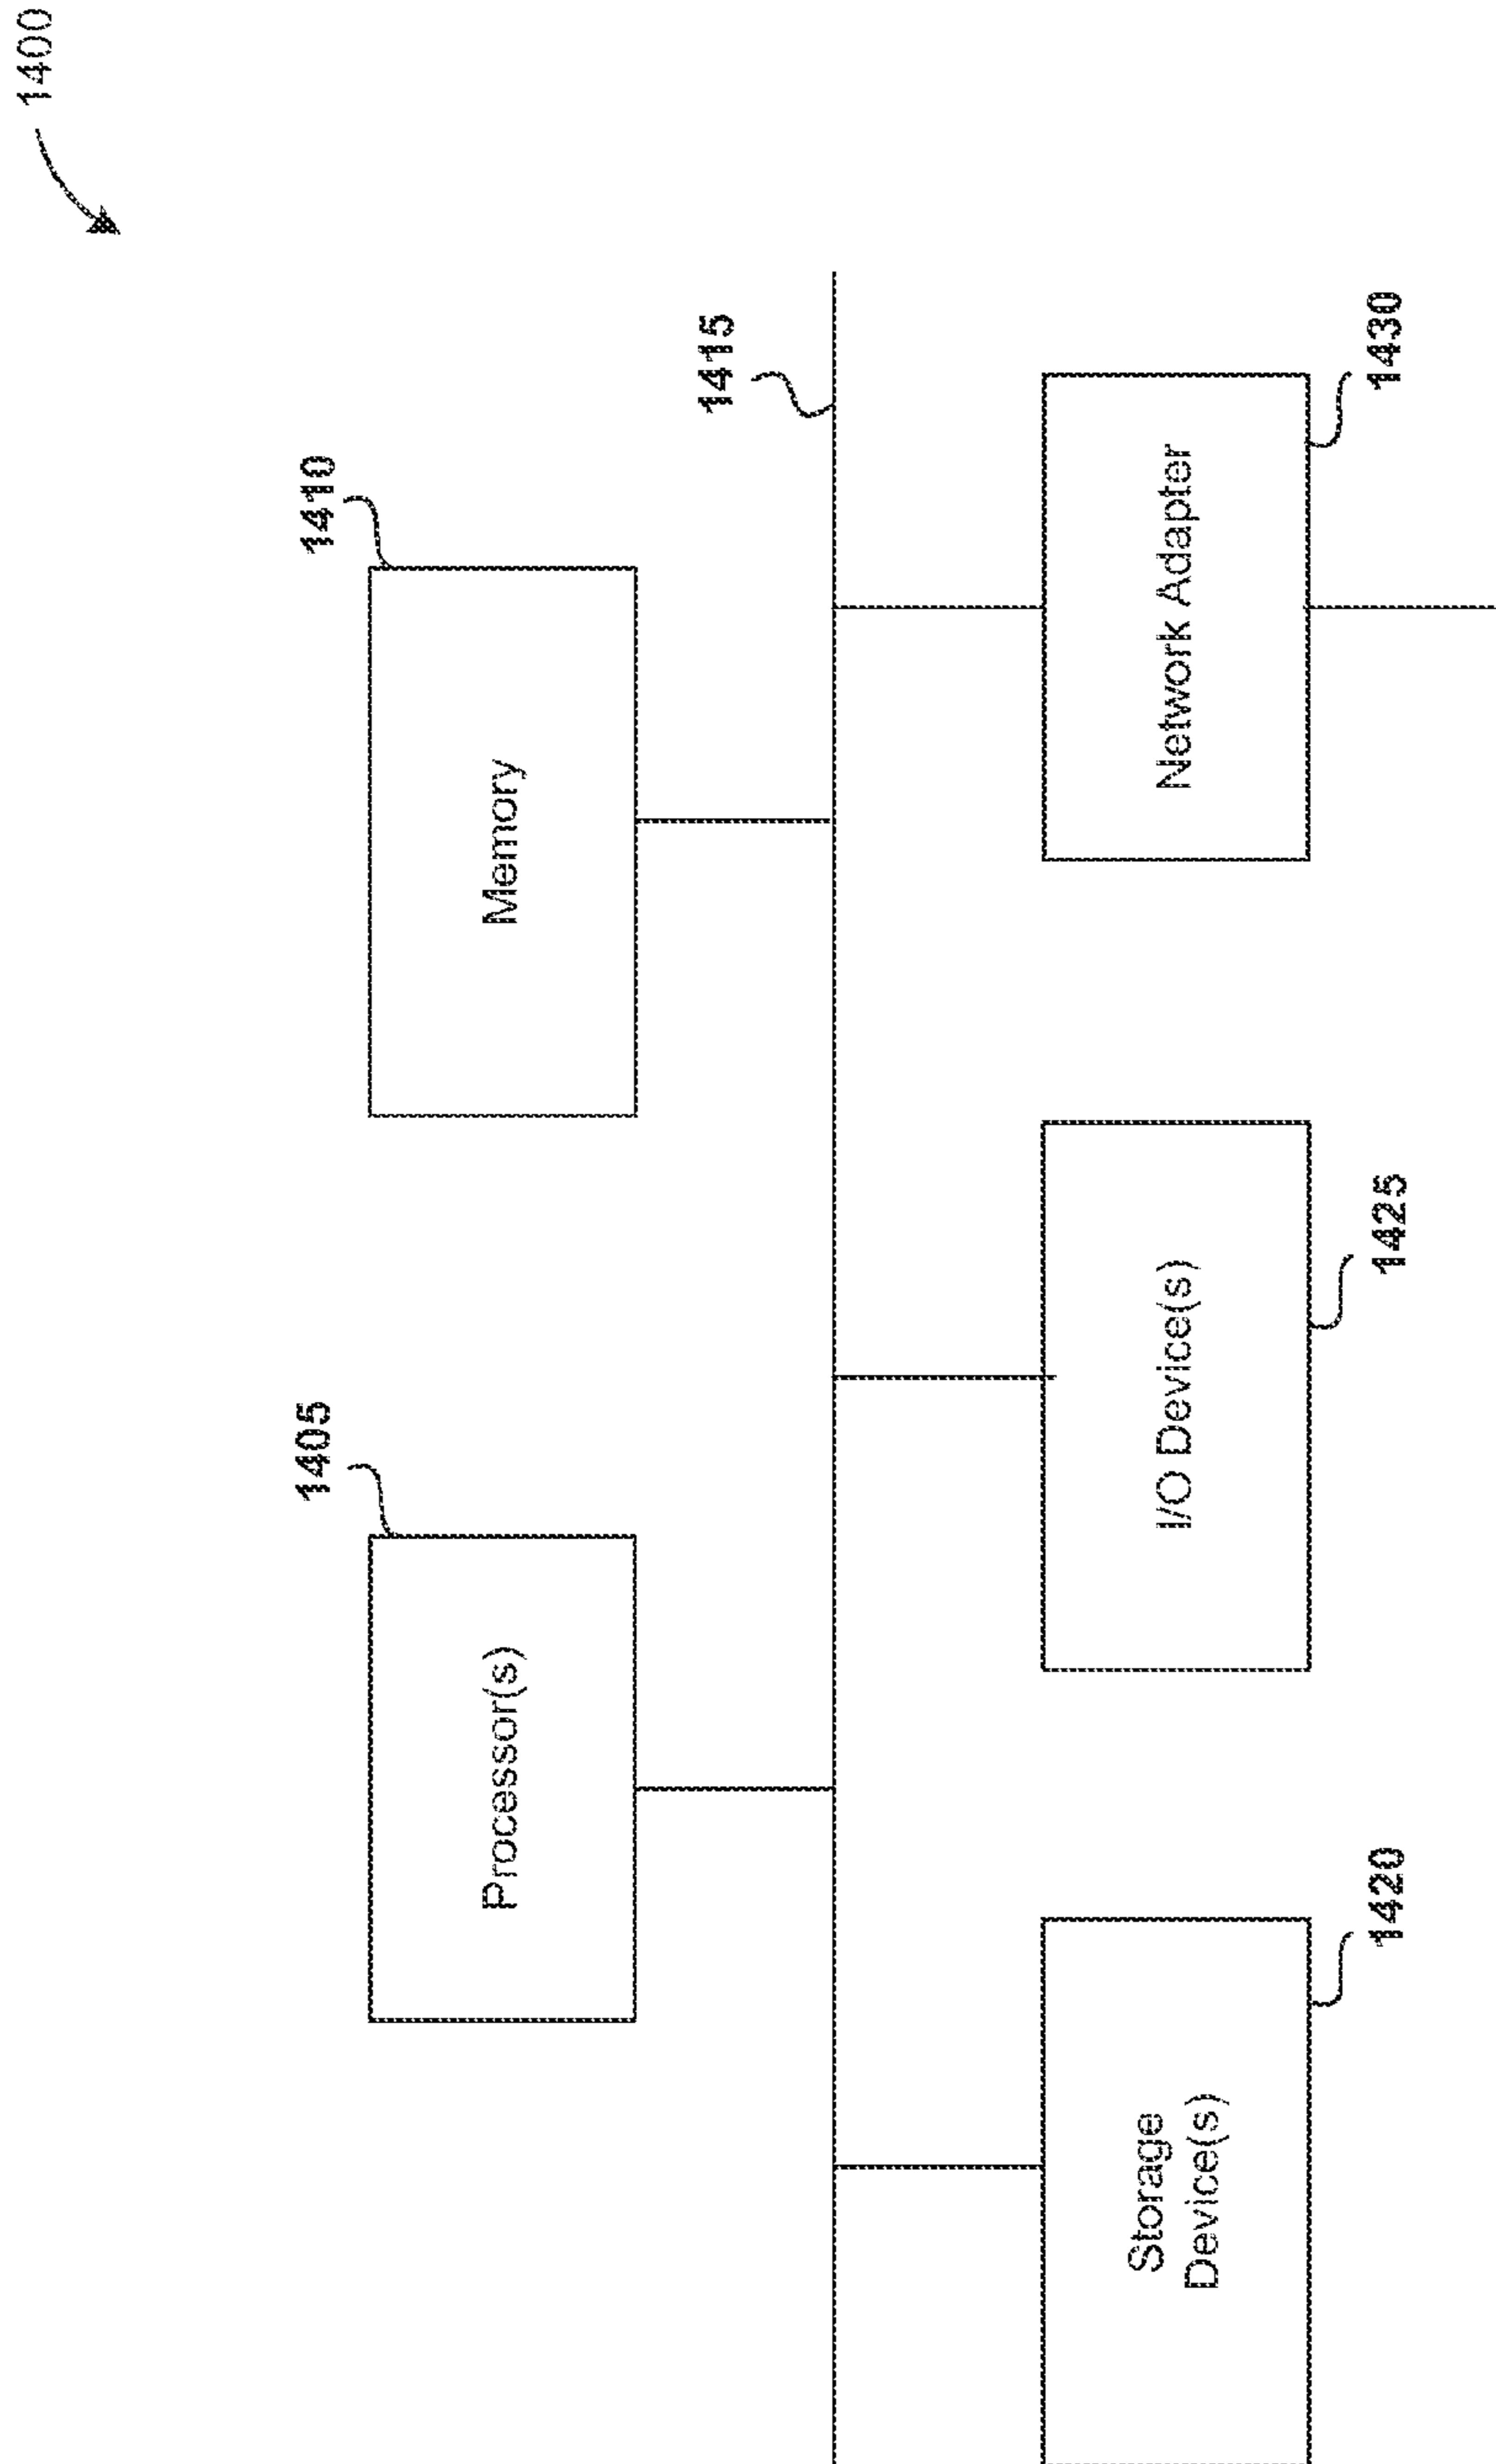 1400
1405
1410
Processor(s)
Memory
1415
Storage
Device(s)
I/O Device(s)
Network Adapter
1420
1425
1430